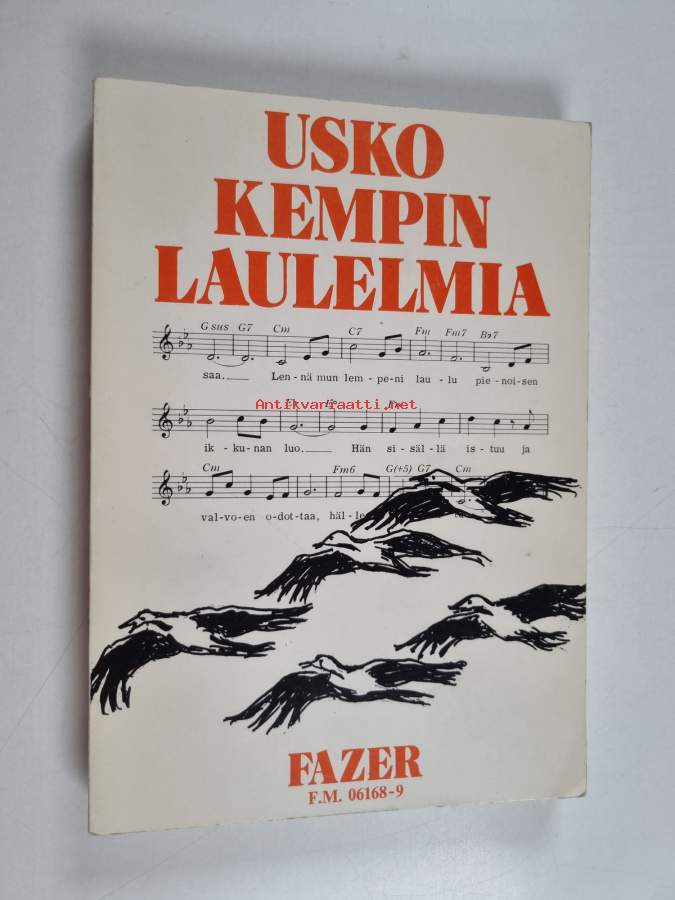 USKO
KEMPIN
LAULELMIA
G sus G7 Cm C7 Fm Fm7 B♭7
saa. Len - nä mun lem - pe - ni lau - lu pie - noi - sen
Antikvariaatti.net
ik - ku - nan luo. Hän si - säl - lä is - tuu ja
Cm Fm6 G(+5) G7 Cm
val - vo - en o - dot - taa, häl - le
FAZER
F.M. 06168-9